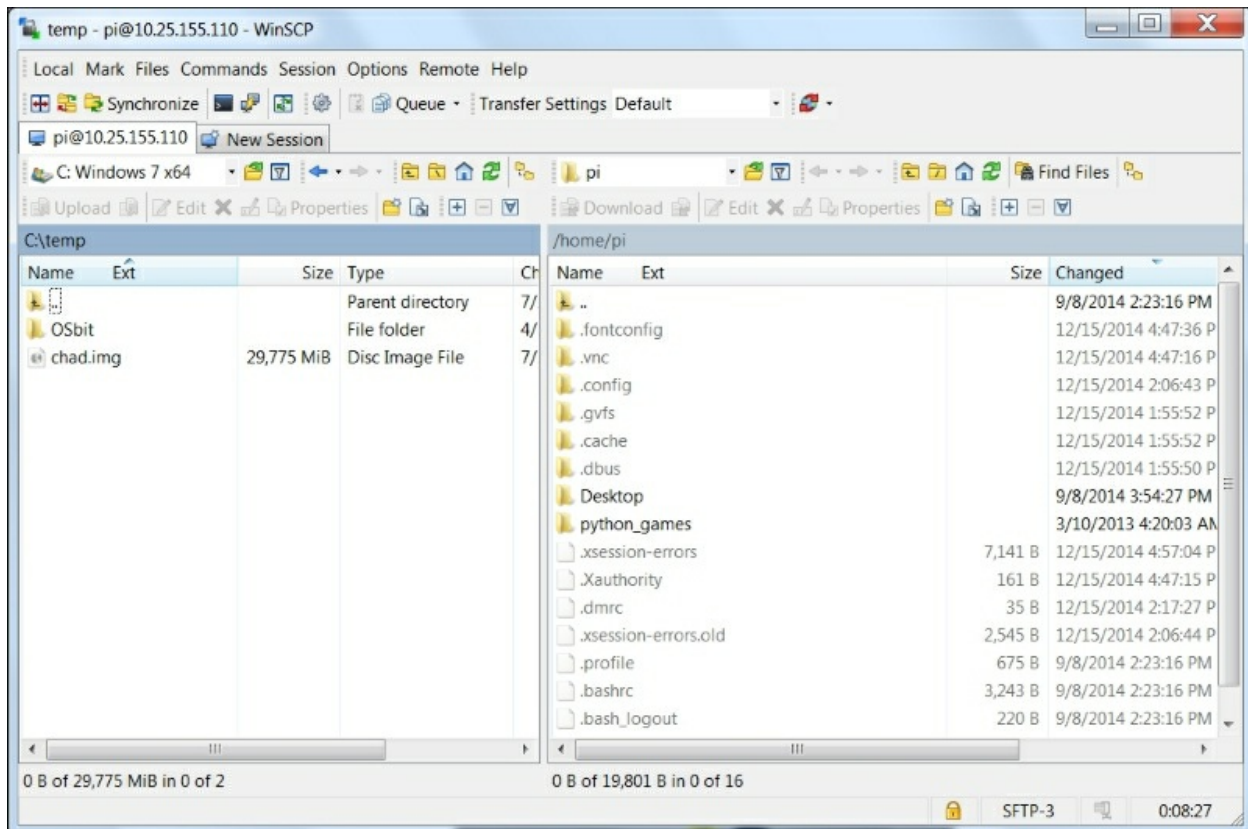 temp - pi@10.25.155.110 - WinSCP
Local Mark Files Commands Session Options Remote Help
Synchronize Queue Transfer Settings Default
pi@10.25.155.110 New Session
C: Windows 7 x64 pi Find Files
Upload Edit Properties Download Edit Properties
C:\temp /home/pi
Name Ext Size Type Ch Name Ext Size Changed
.. Parent directory 7/ .. 9/8/2014 2:23:16 PM
OSbit File folder 4/ .fontconfig 12/15/2014 4:47:36 P
chad.img 29,775 MiB Disc Image File 7/ .vnc 12/15/2014 4:47:16 P
.config 12/15/2014 2:06:43 P
.gvfs 12/15/2014 1:55:52 P
.cache 12/15/2014 1:55:52 P
.dbus 12/15/2014 1:55:50 P
Desktop 9/8/2014 3:54:27 PM
python_games 3/10/2013 4:20:03 AM
.xsession-errors 7,141 B 12/15/2014 4:57:04 P
.Xauthority 161 B 12/15/2014 4:47:15 P
.dmrc 35 B 12/15/2014 2:17:27 P
.xsession-errors.old 2,545 B 12/15/2014 2:06:44 P
.profile 675 B 9/8/2014 2:23:16 PM
.bashrc 3,243 B 9/8/2014 2:23:16 PM
.bash_logout 220 B 9/8/2014 2:23:16 PM
0 B of 29,775 MiB in 0 of 2 0 B of 19,801 B in 0 of 16
SFTP-3 0:08:27